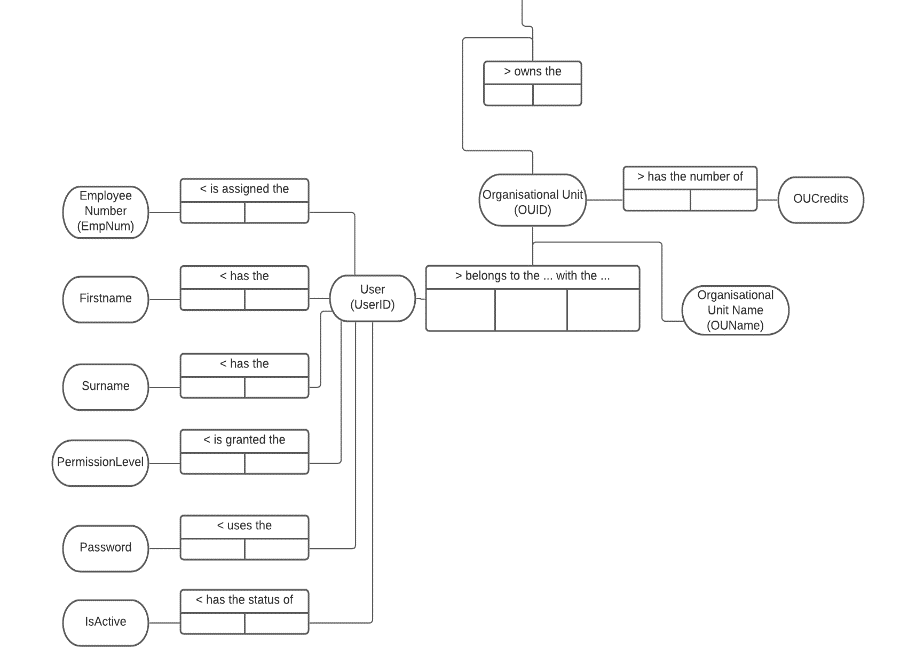 > owns the
< is assigned the
> has the number of
Employee
Number
(EmpNum)
Organisational Unit
(OUID)
OUCredits
< has the
> belongs to the ... with the ...
Firstname
User
(UserID)
Organisational
Unit Name
(OUName)
< has the
Surname
< is granted the
PermissionLevel
< uses the
Password
< has the status of
IsActive